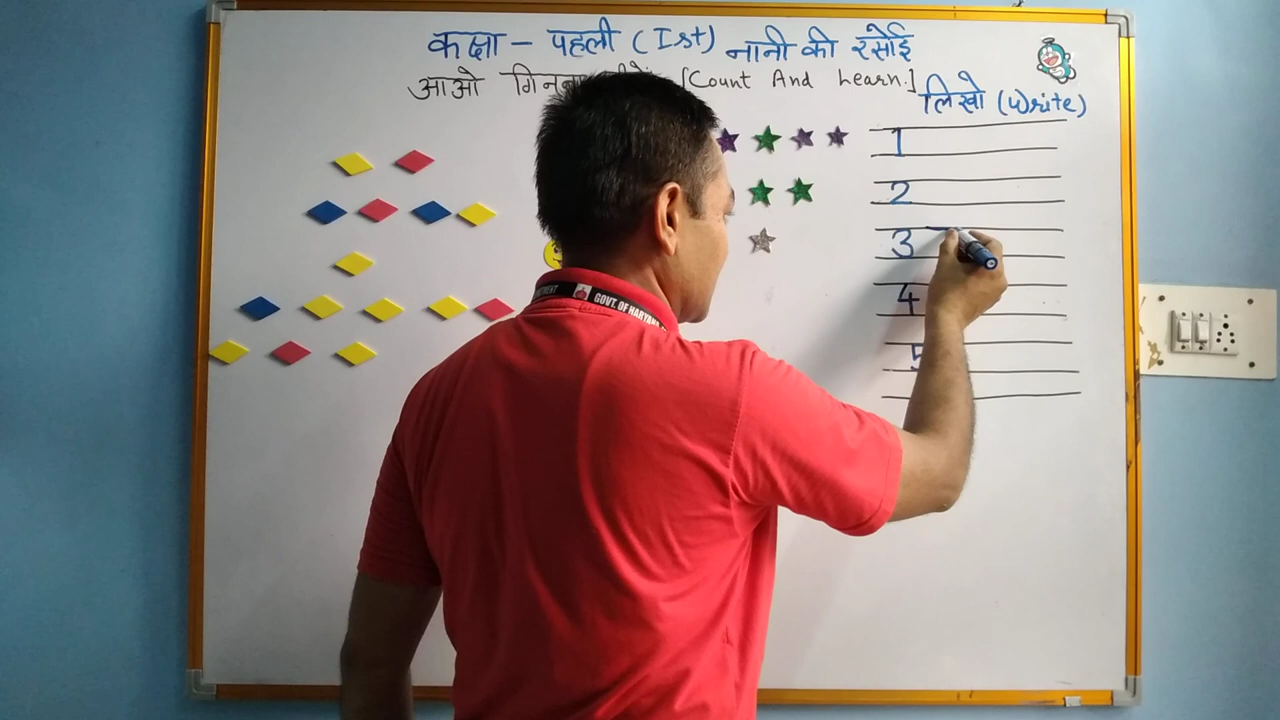 कक्षा - पहली (Ist) नानी की रसोई
आओ [Count And Learn.]
लिखो (Write)
1
2
3
4
5
GOVT. OF HARYANA